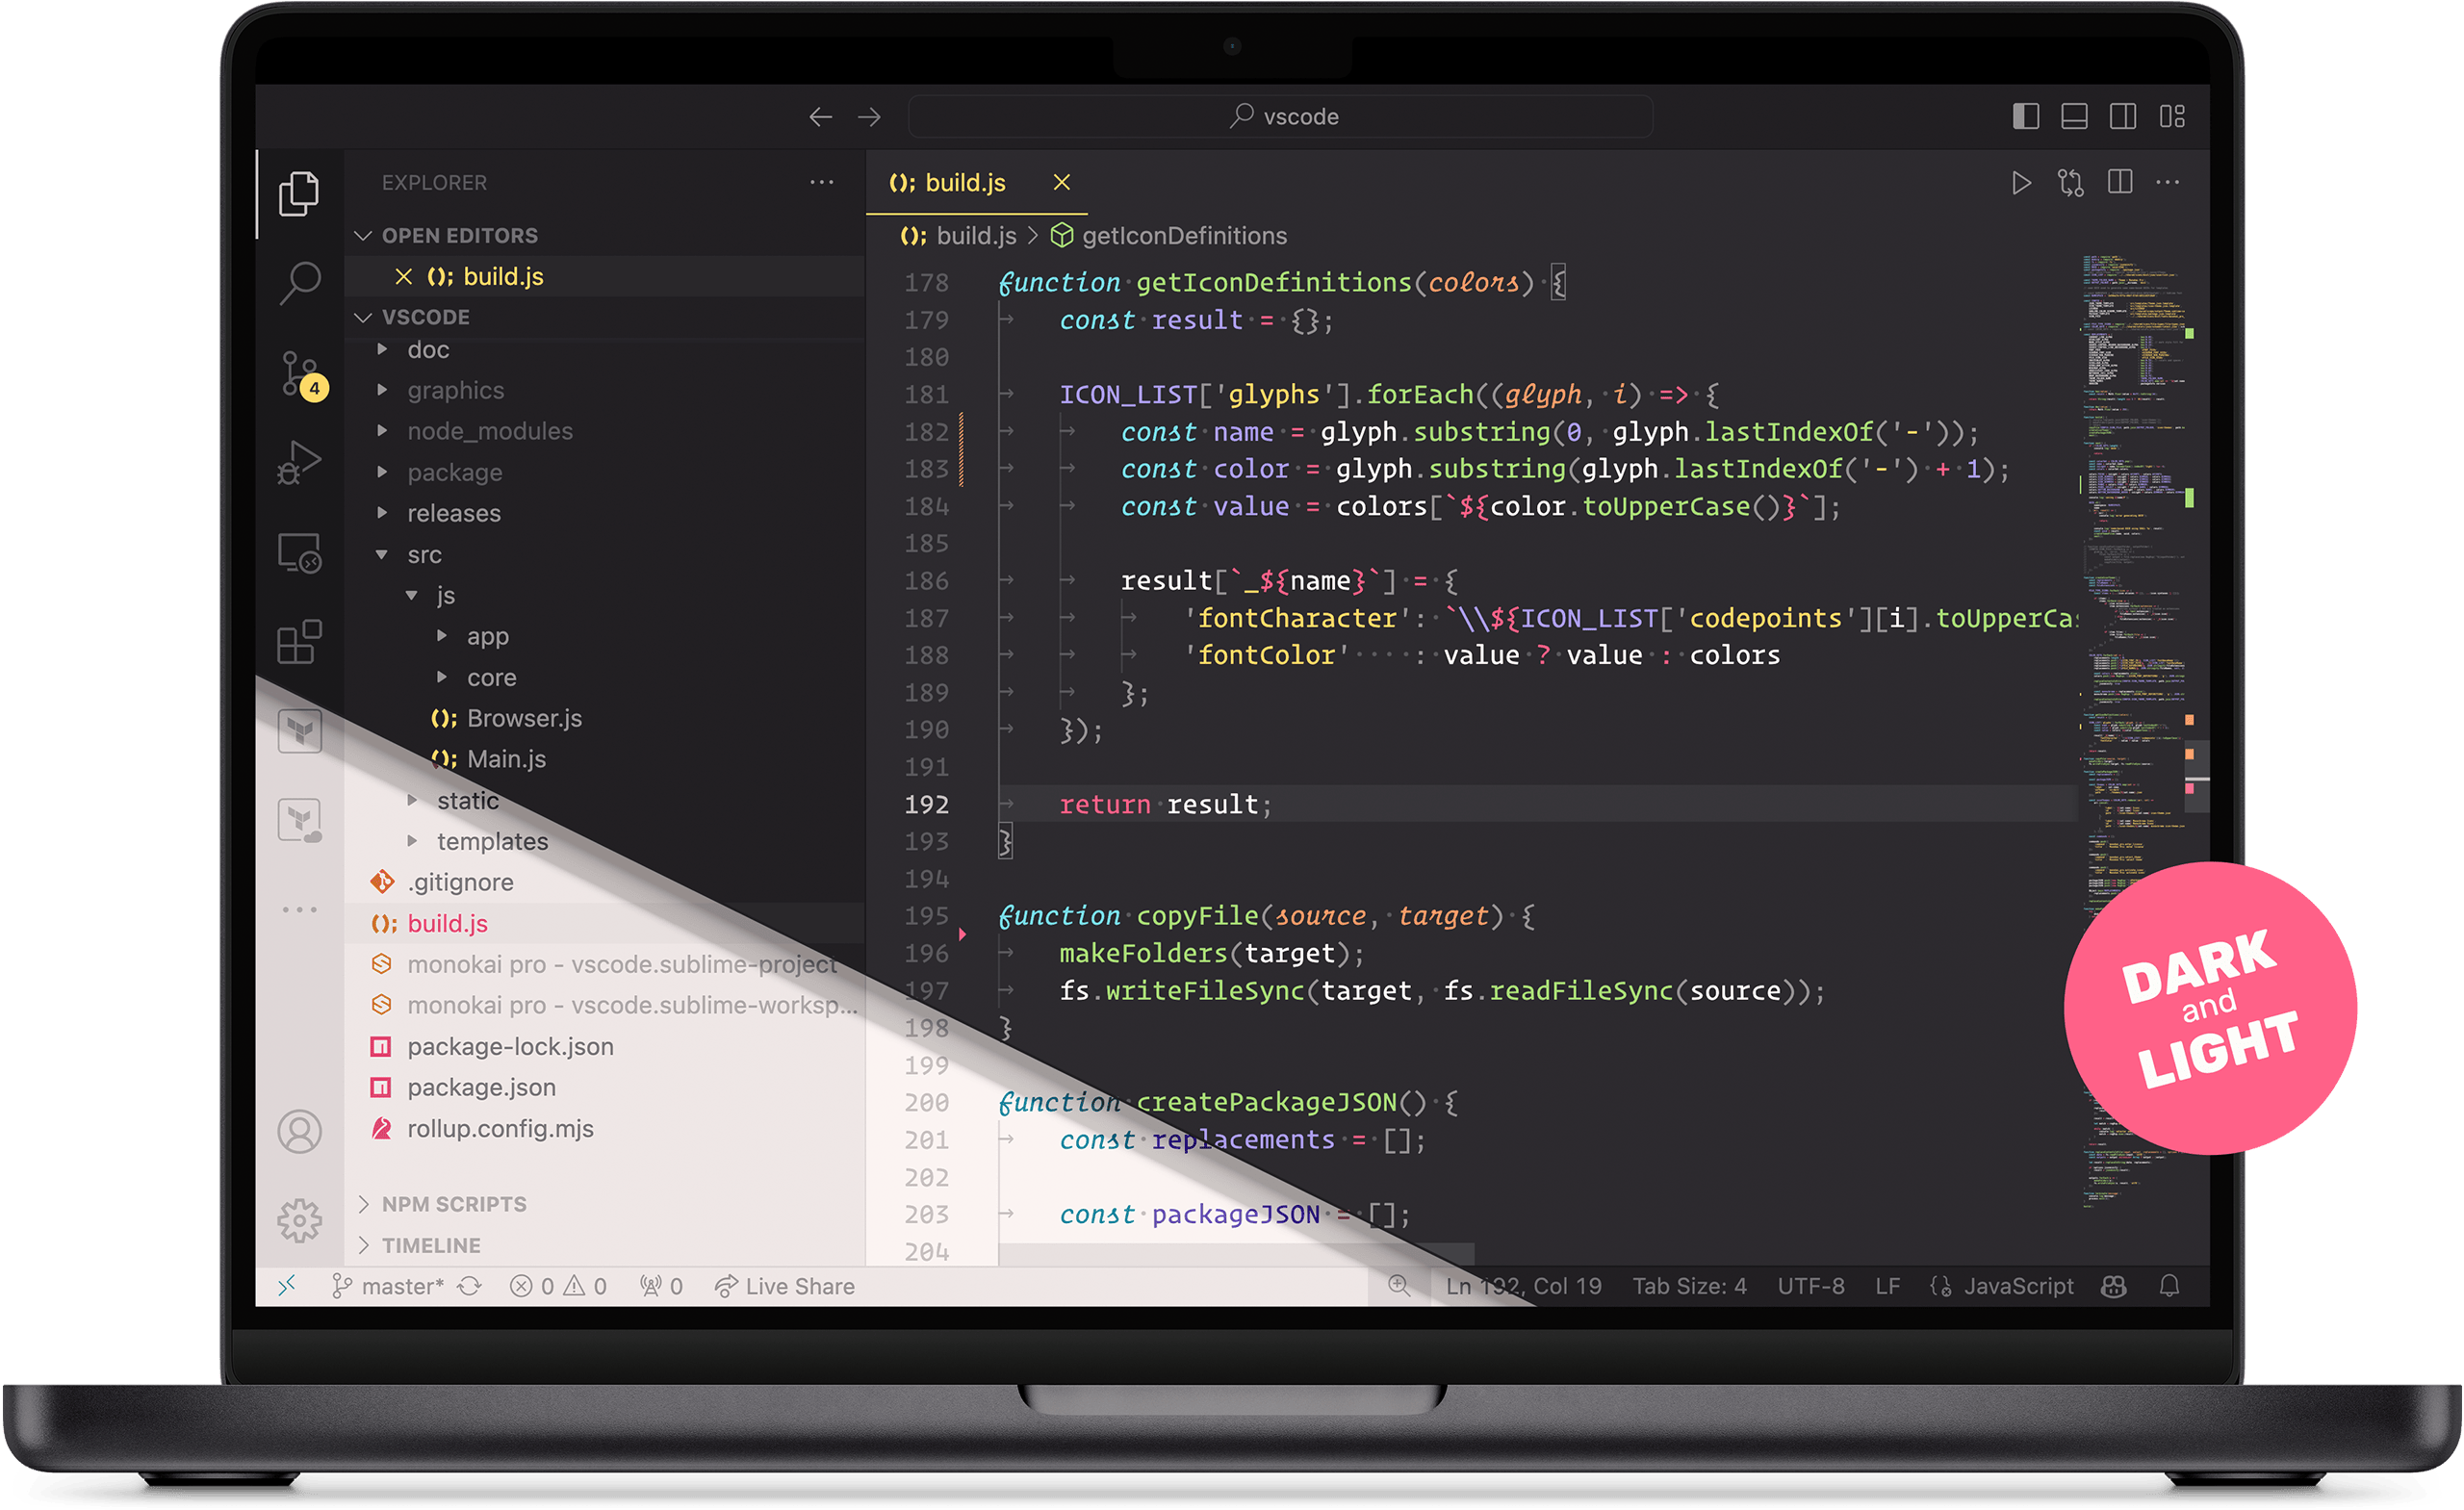 vscode
EXPLORER
OPEN EDITORS
build.js
VSCODE
doc
graphics
node_modules
package
releases
src
js
app
core
Browser.js
Main.js
static
templates
.gitignore
build.js
monokai pro - vscode.sublime-project
monokai pro - vscode.sublime-worksp...
package-lock.json
package.json
rollup.config.mjs
NPM SCRIPTS
TIMELINE
4
(); build.js
(); build.js > getIconDefinitions
178 function getIconDefinitions(colors) {
179 const result = {};
180
181 ICON_LIST['glyphs'].forEach((glyph, i) => {
182 const name = glyph.substring(0, glyph.lastIndexOf('-'));
183 const color = glyph.substring(glyph.lastIndexOf('-') + 1);
184 const value = colors[`${color.toUpperCase()}`];
185
186 result[`_${name}`] = {
187 'fontCharacter': `\\${ICON_LIST['codepoints'][i].toUpperCas
188 'fontColor' : value ? value : colors
189 };
190 });
191
192 return result;
193 }
194
195 function copyFile(source, target) {
196 makeFolders(target);
197 fs.writeFileSync(target, fs.readFileSync(source));
198 }
199
200 function createPackageJSON() {
201 const replacements = [];
202
203 const packageJSON = [];
204
DARK
and
LIGHT
master* 0 0 0 Live Share Ln 192, Col 19 Tab Size: 4 UTF-8 LF JavaScript